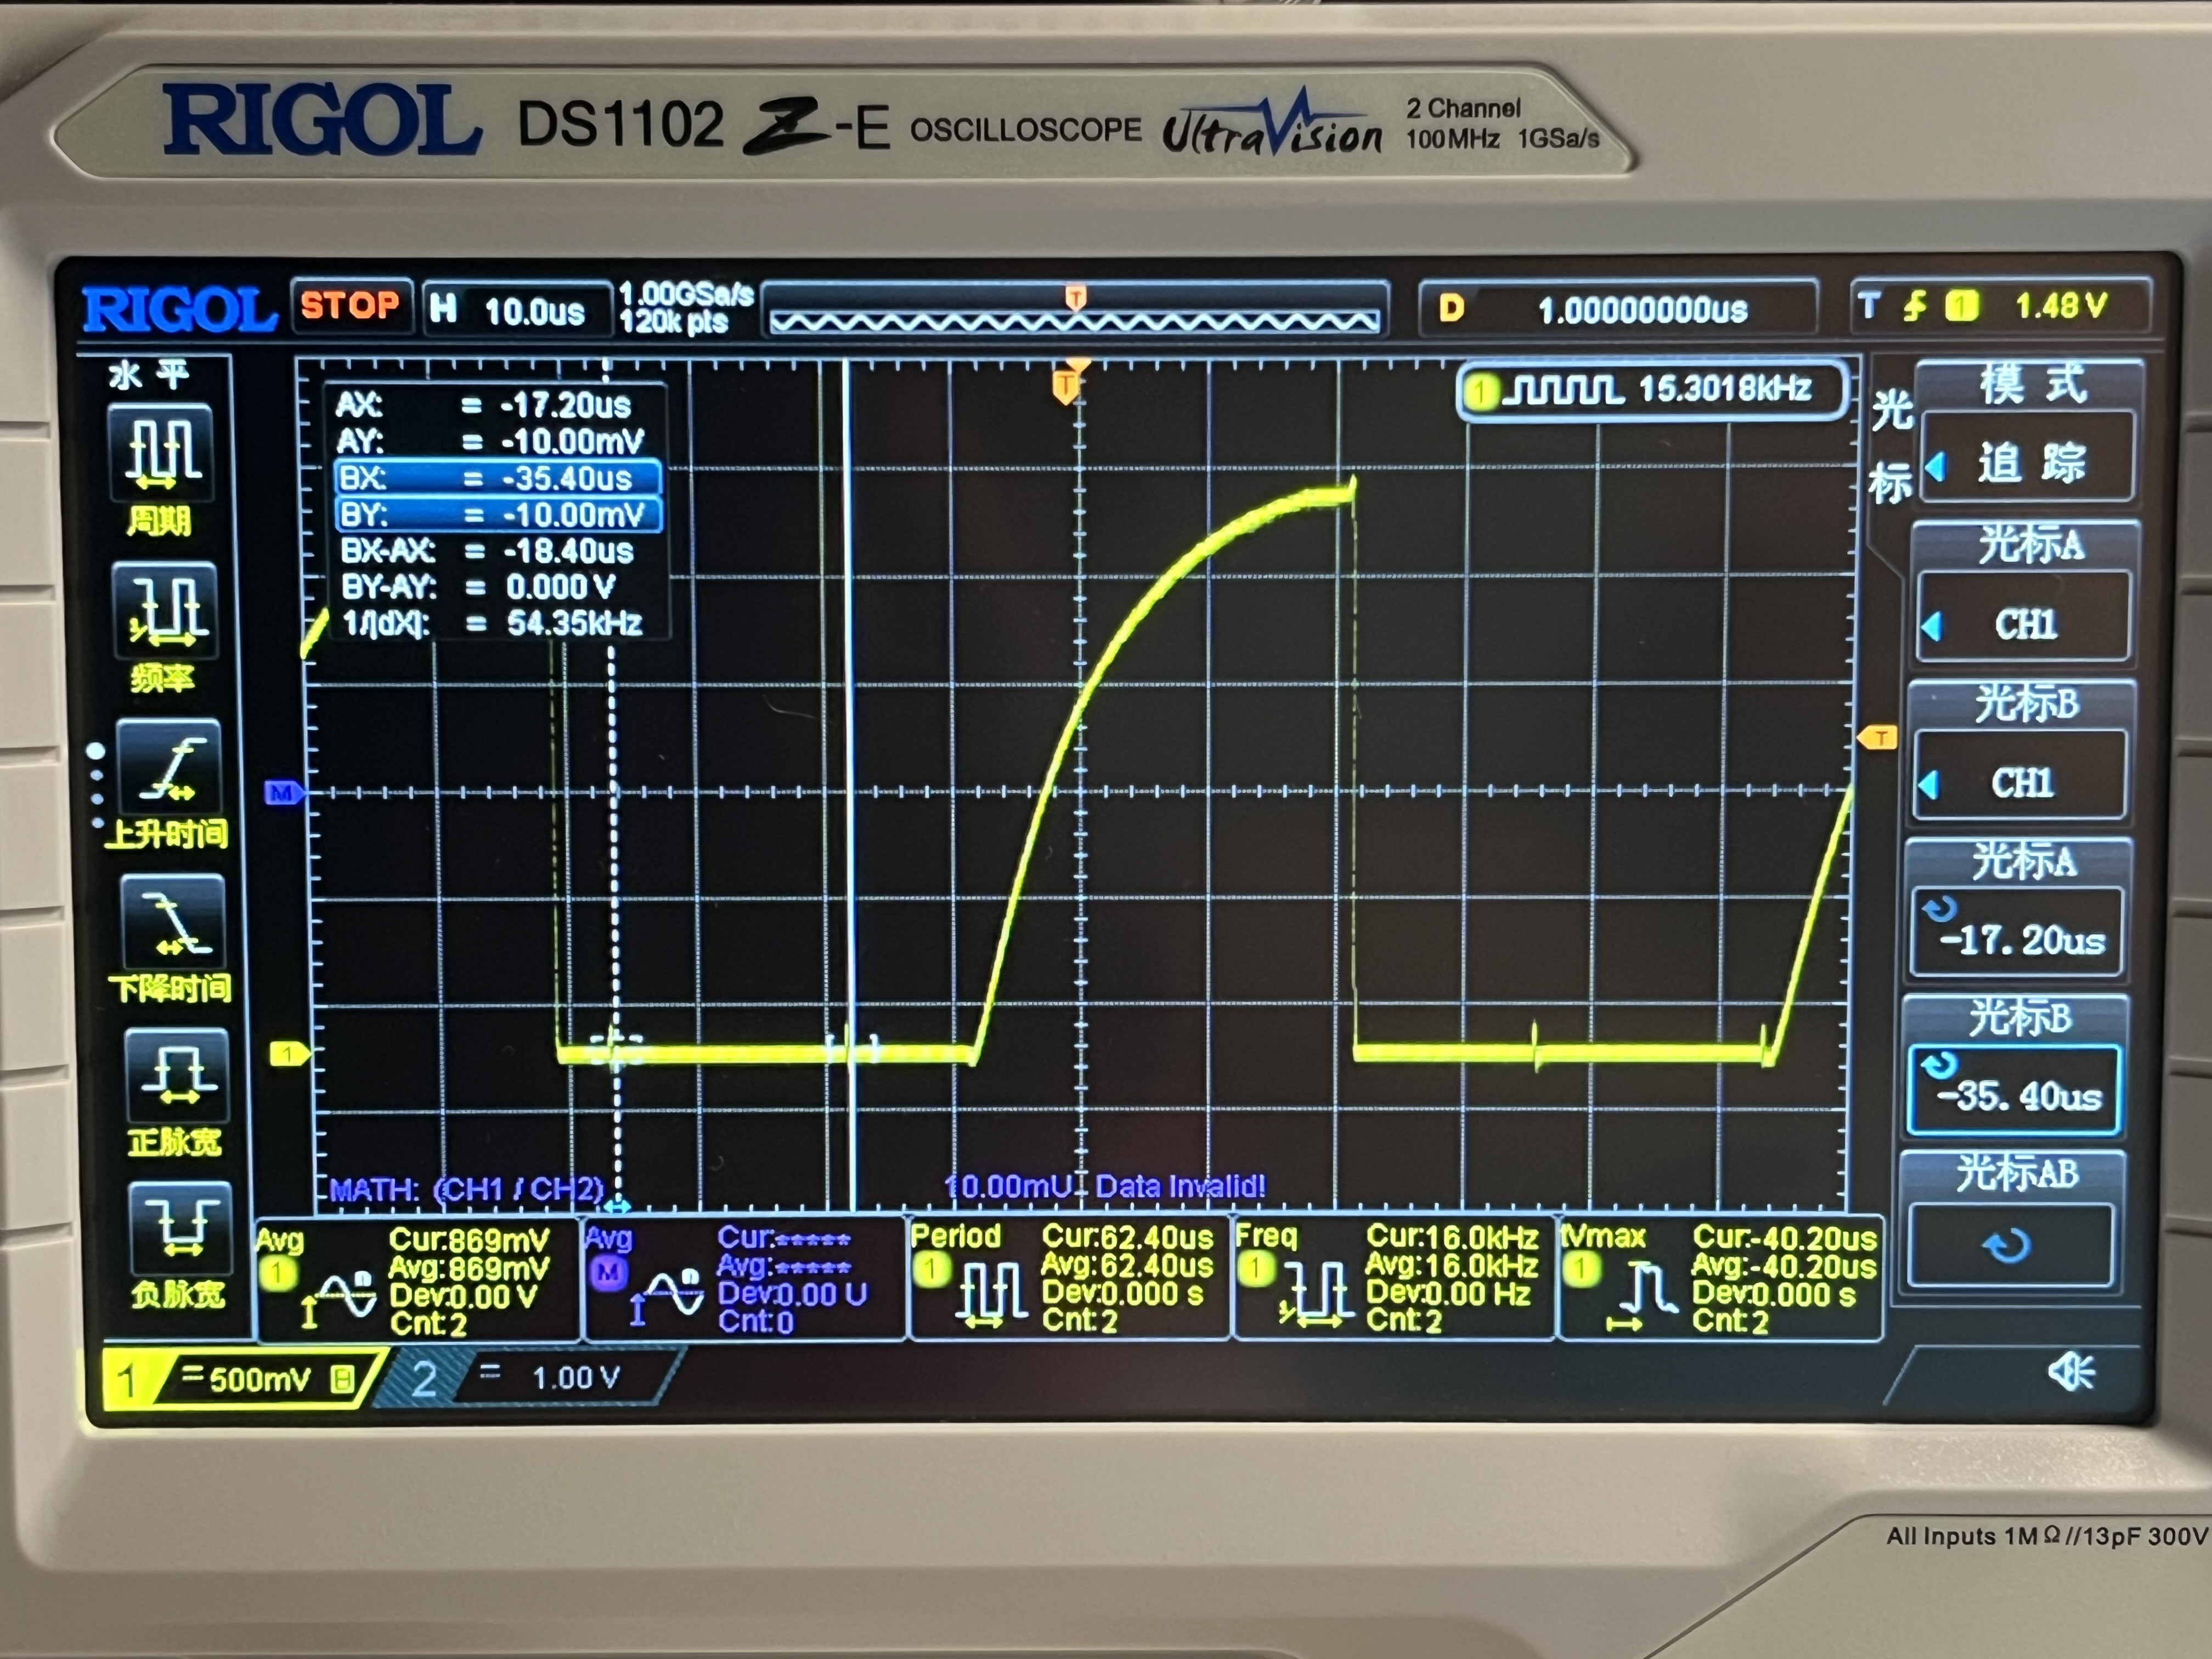 RIGOL DS1102 Z-E OSCILLOSCOPE UltraVision 2 Channel
100MHz 1GSa/s
RIGOL STOP H 10.0us 1.00GSa/s
120k pts
D 1.00000000us T 1 1.48 V
水 平
周期
频率
上升时间
下降时间
正脉宽
负脉宽
AX: = -17.20us
AY: = -10.00mV
BX: = -35.40us
BY: = -10.00mV
BX-AX: = -18.40us
BY-AY: = 0.000 V
1/|dX|: = 54.35kHz
T
1 15.3018kHz
M
T
1
MATH: (CH1 / CH2) 10.00mU Data Invalid!
光标
模 式
追 踪
光标A
CH1
光标B
CH1
光标A
-17.20us
光标B
-35.40us
光标AB
Avg
1
Cur:869mV
Avg:869mV
Dev:0.00 V
Cnt:2
Avg
M
Cur:*****
Avg:*****
Dev:0.00 U
Cnt:0
Period
1
Cur:62.40us
Avg:62.40us
Dev:0.000 s
Cnt:2
Freq
1
Cur:16.0kHz
Avg:16.0kHz
Dev:0.00 Hz
Cnt:2
tVmax
1
Cur:-40.20us
Avg:-40.20us
Dev:0.000 s
Cnt:2
1 = 500mV B
2 = 1.00 V
All Inputs 1MΩ//13pF 300V